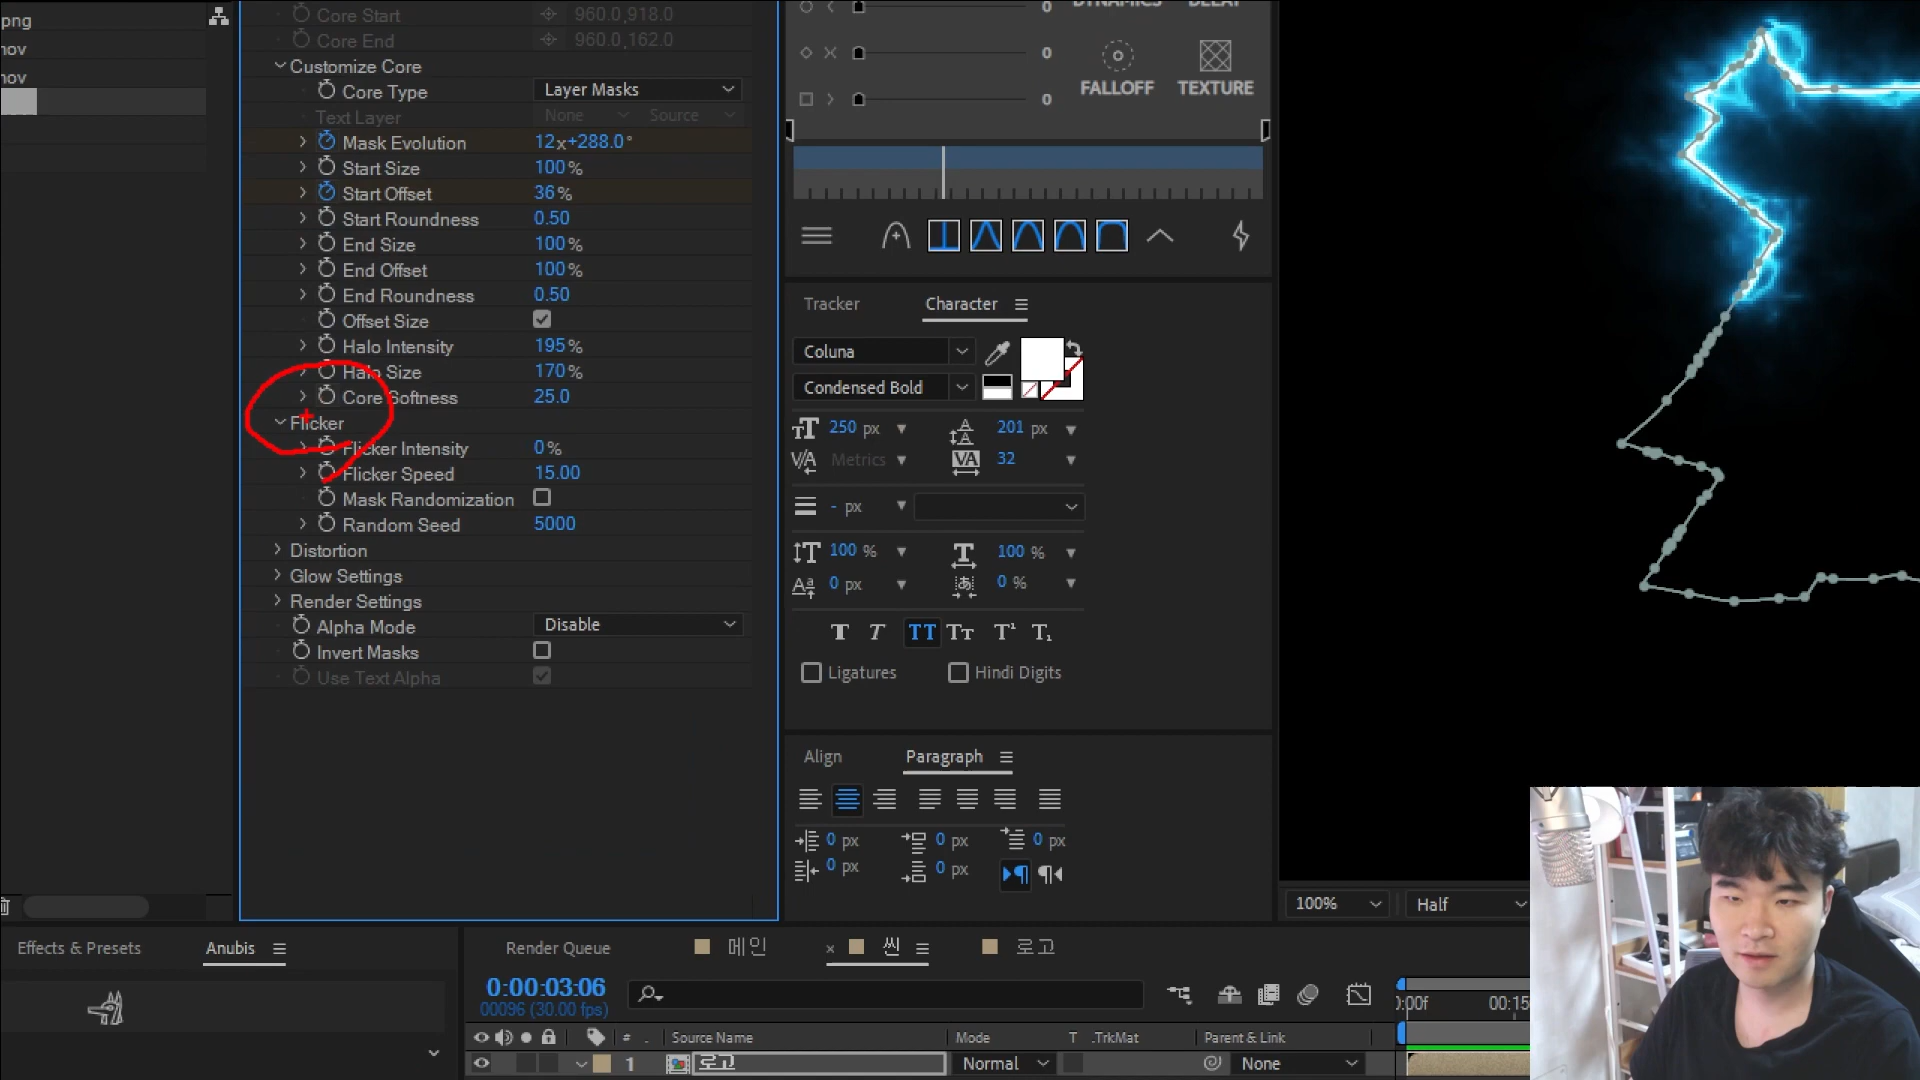 png
nov
nov
Core Start 960.0,918.0
Core End 960.0,162.0
Customize Core
Core Type Layer Masks
Text Layer None Source
Mask Evolution 12x+288.0°
Start Size 100%
Start Offset 36%
Start Roundness 0.50
End Size 100%
End Offset 100%
End Roundness 0.50
Offset Size
Halo Intensity 195%
Halo Size 170%
Core Softness 25.0
Flicker
Flicker Intensity 0%
Flicker Speed 15.00
Mask Randomization
Random Seed 5000
Distortion
Glow Settings
Render Settings
Alpha Mode Disable
Invert Masks
Use Text Alpha
0 DYNAMICS DELAY
0
0
FALLOFF TEXTURE
Tracker Character
Coluna
Condensed Bold
250 px 201 px
Metrics 32
- px
100 % 100 %
0 px 0 %
Ligatures Hindi Digits
Align Paragraph
0 px 0 px 0 px
0 px 0 px
100% Half
Effects & Presets Anubis
Render Queue 메인 × 씬 로고
0:00:03:06
00096 (30.00 fps)
:00f 00:15
# Source Name Mode T .TrkMat Parent & Link
1 로고 Normal None